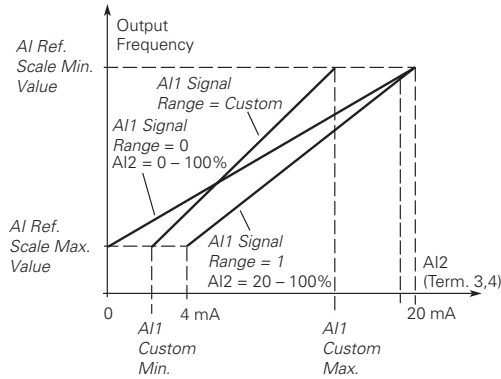 Output
Frequency
AI Ref.
Scale Min.
Value
AI1 Signal
Range = Custom
AI1 Signal
Range = 0
AI2 = 0 – 100%
AI Ref.
Scale Max.
Value
AI1 Signal
Range = 1
AI2 = 20 – 100%
AI2
(Term. 3,4)
0
4 mA
20 mA
AI1
Custom
Min.
AI1
Custom
Max.